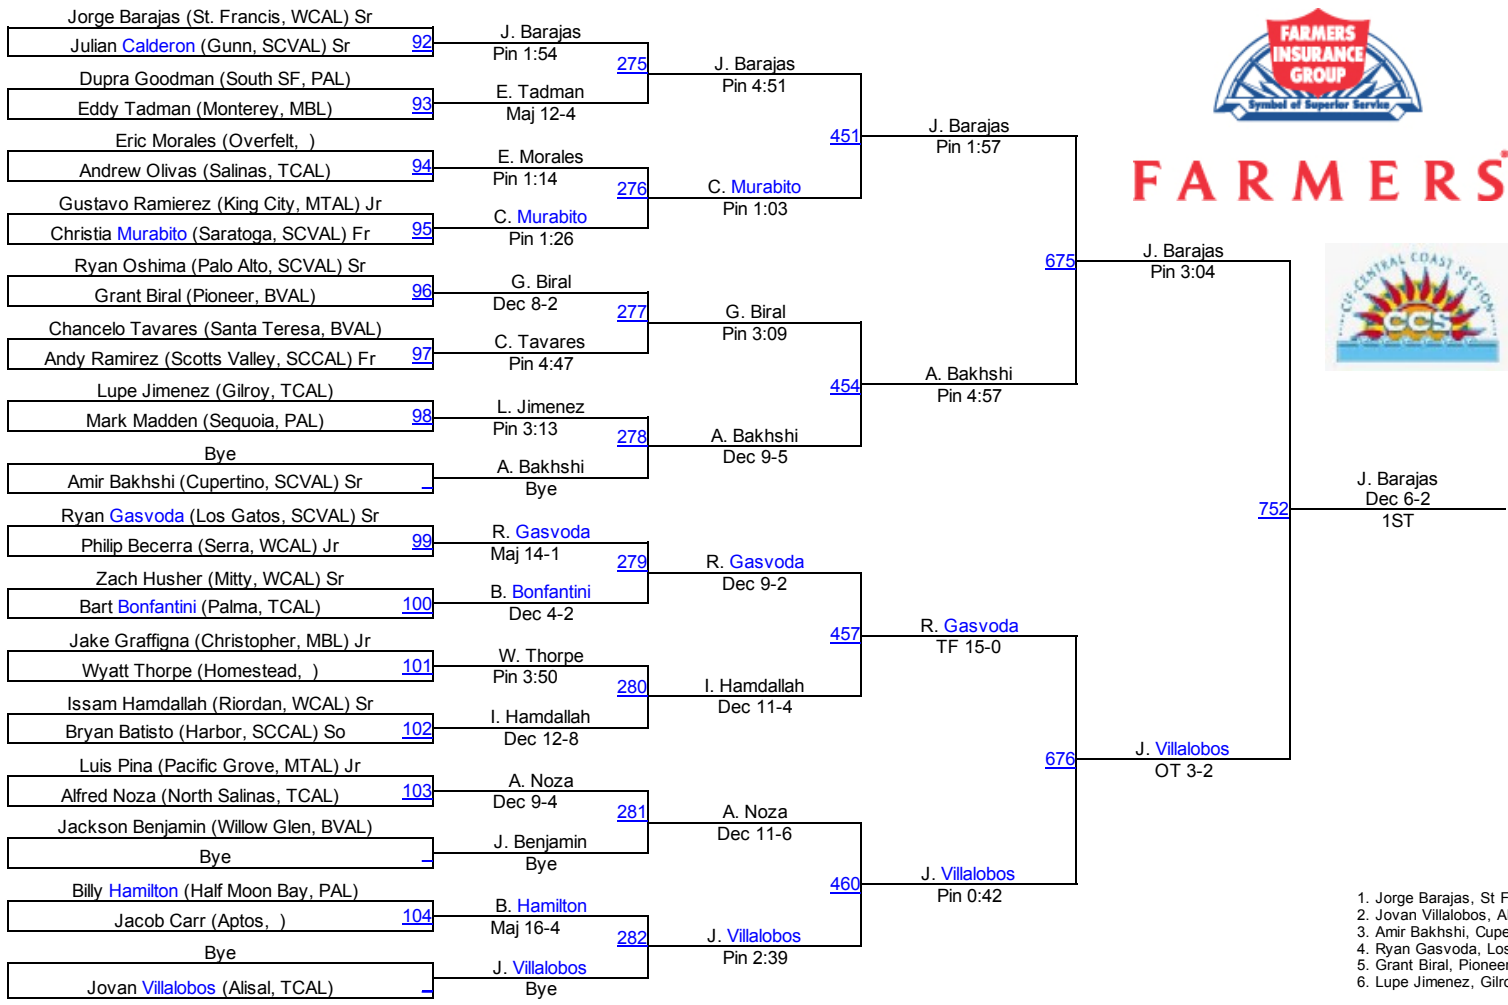 Jorge Barajas (St. Francis, WCAL) Sr
Julian Calderon (Gunn, SCVAL) Sr 92
Dupra Goodman (South SF, PAL)
Eddy Tadman (Monterey, MBL) 93
Eric Morales (Overfelt, )
Andrew Olivas (Salinas, TCAL) 94
Gustavo Ramierez (King City, MTAL) Jr
Christia Murabito (Saratoga, SCVAL) Fr 95
Ryan Oshima (Palo Alto, SCVAL) Sr
Grant Biral (Pioneer, BVAL) 96
Chancelo Tavares (Santa Teresa, BVAL)
Andy Ramirez (Scotts Valley, SCCAL) Fr 97
Lupe Jimenez (Gilroy, TCAL)
Mark Madden (Sequoia, PAL) 98
Bye
Amir Bakhshi (Cupertino, SCVAL) Sr
Ryan Gasvoda (Los Gatos, SCVAL) Sr
Philip Becerra (Serra, WCAL) Jr 99
Zach Husher (Mitty, WCAL) Sr
Bart Bonfantini (Palma, TCAL) 100
Jake Graffigna (Christopher, MBL) Jr
Wyatt Thorpe (Homestead, ) 101
Issam Hamdallah (Riordan, WCAL) Sr
Bryan Batisto (Harbor, SCCAL) So 102
Luis Pina (Pacific Grove, MTAL) Jr
Alfred Noza (North Salinas, TCAL) 103
Jackson Benjamin (Willow Glen, BVAL)
Bye
Billy Hamilton (Half Moon Bay, PAL)
Jacob Carr (Aptos, ) 104
Bye
Jovan Villalobos (Alisal, TCAL)
J. Barajas
Pin 1:54
275
E. Tadman
Maj 12-4
E. Morales
Pin 1:14
276
C. Murabito
Pin 1:26
G. Biral
Dec 8-2
277
C. Tavares
Pin 4:47
L. Jimenez
Pin 3:13
278
A. Bakhshi
Bye
R. Gasvoda
Maj 14-1
279
B. Bonfantini
Dec 4-2
W. Thorpe
Pin 3:50
280
I. Hamdallah
Dec 12-8
A. Noza
Dec 9-4
281
J. Benjamin
Bye
B. Hamilton
Maj 16-4
282
J. Villalobos
Bye
J. Barajas
Pin 4:51
451
C. Murabito
Pin 1:03
G. Biral
Pin 3:09
454
A. Bakhshi
Dec 9-5
R. Gasvoda
Dec 9-2
457
I. Hamdallah
Dec 11-4
A. Noza
Dec 11-6
460
J. Villalobos
Pin 2:39
J. Barajas
Pin 1:57
675
A. Bakhshi
Pin 4:57
R. Gasvoda
TF 15-0
676
J. Villalobos
Pin 0:42
J. Barajas
Pin 3:04
752
J. Villalobos
OT 3-2
J. Barajas
Dec 6-2
1ST
FARMERS
INSURANCE
GROUP
Symbol of Superior Service
FARMERS
CIF-CENTRAL COAST SECTION
CCS
1. Jorge Barajas, St F
2. Jovan Villalobos, Al
3. Amir Bakhshi, Cupe
4. Ryan Gasvoda, Los
5. Grant Biral, Pioneer
6. Lupe Jimenez, Gilro